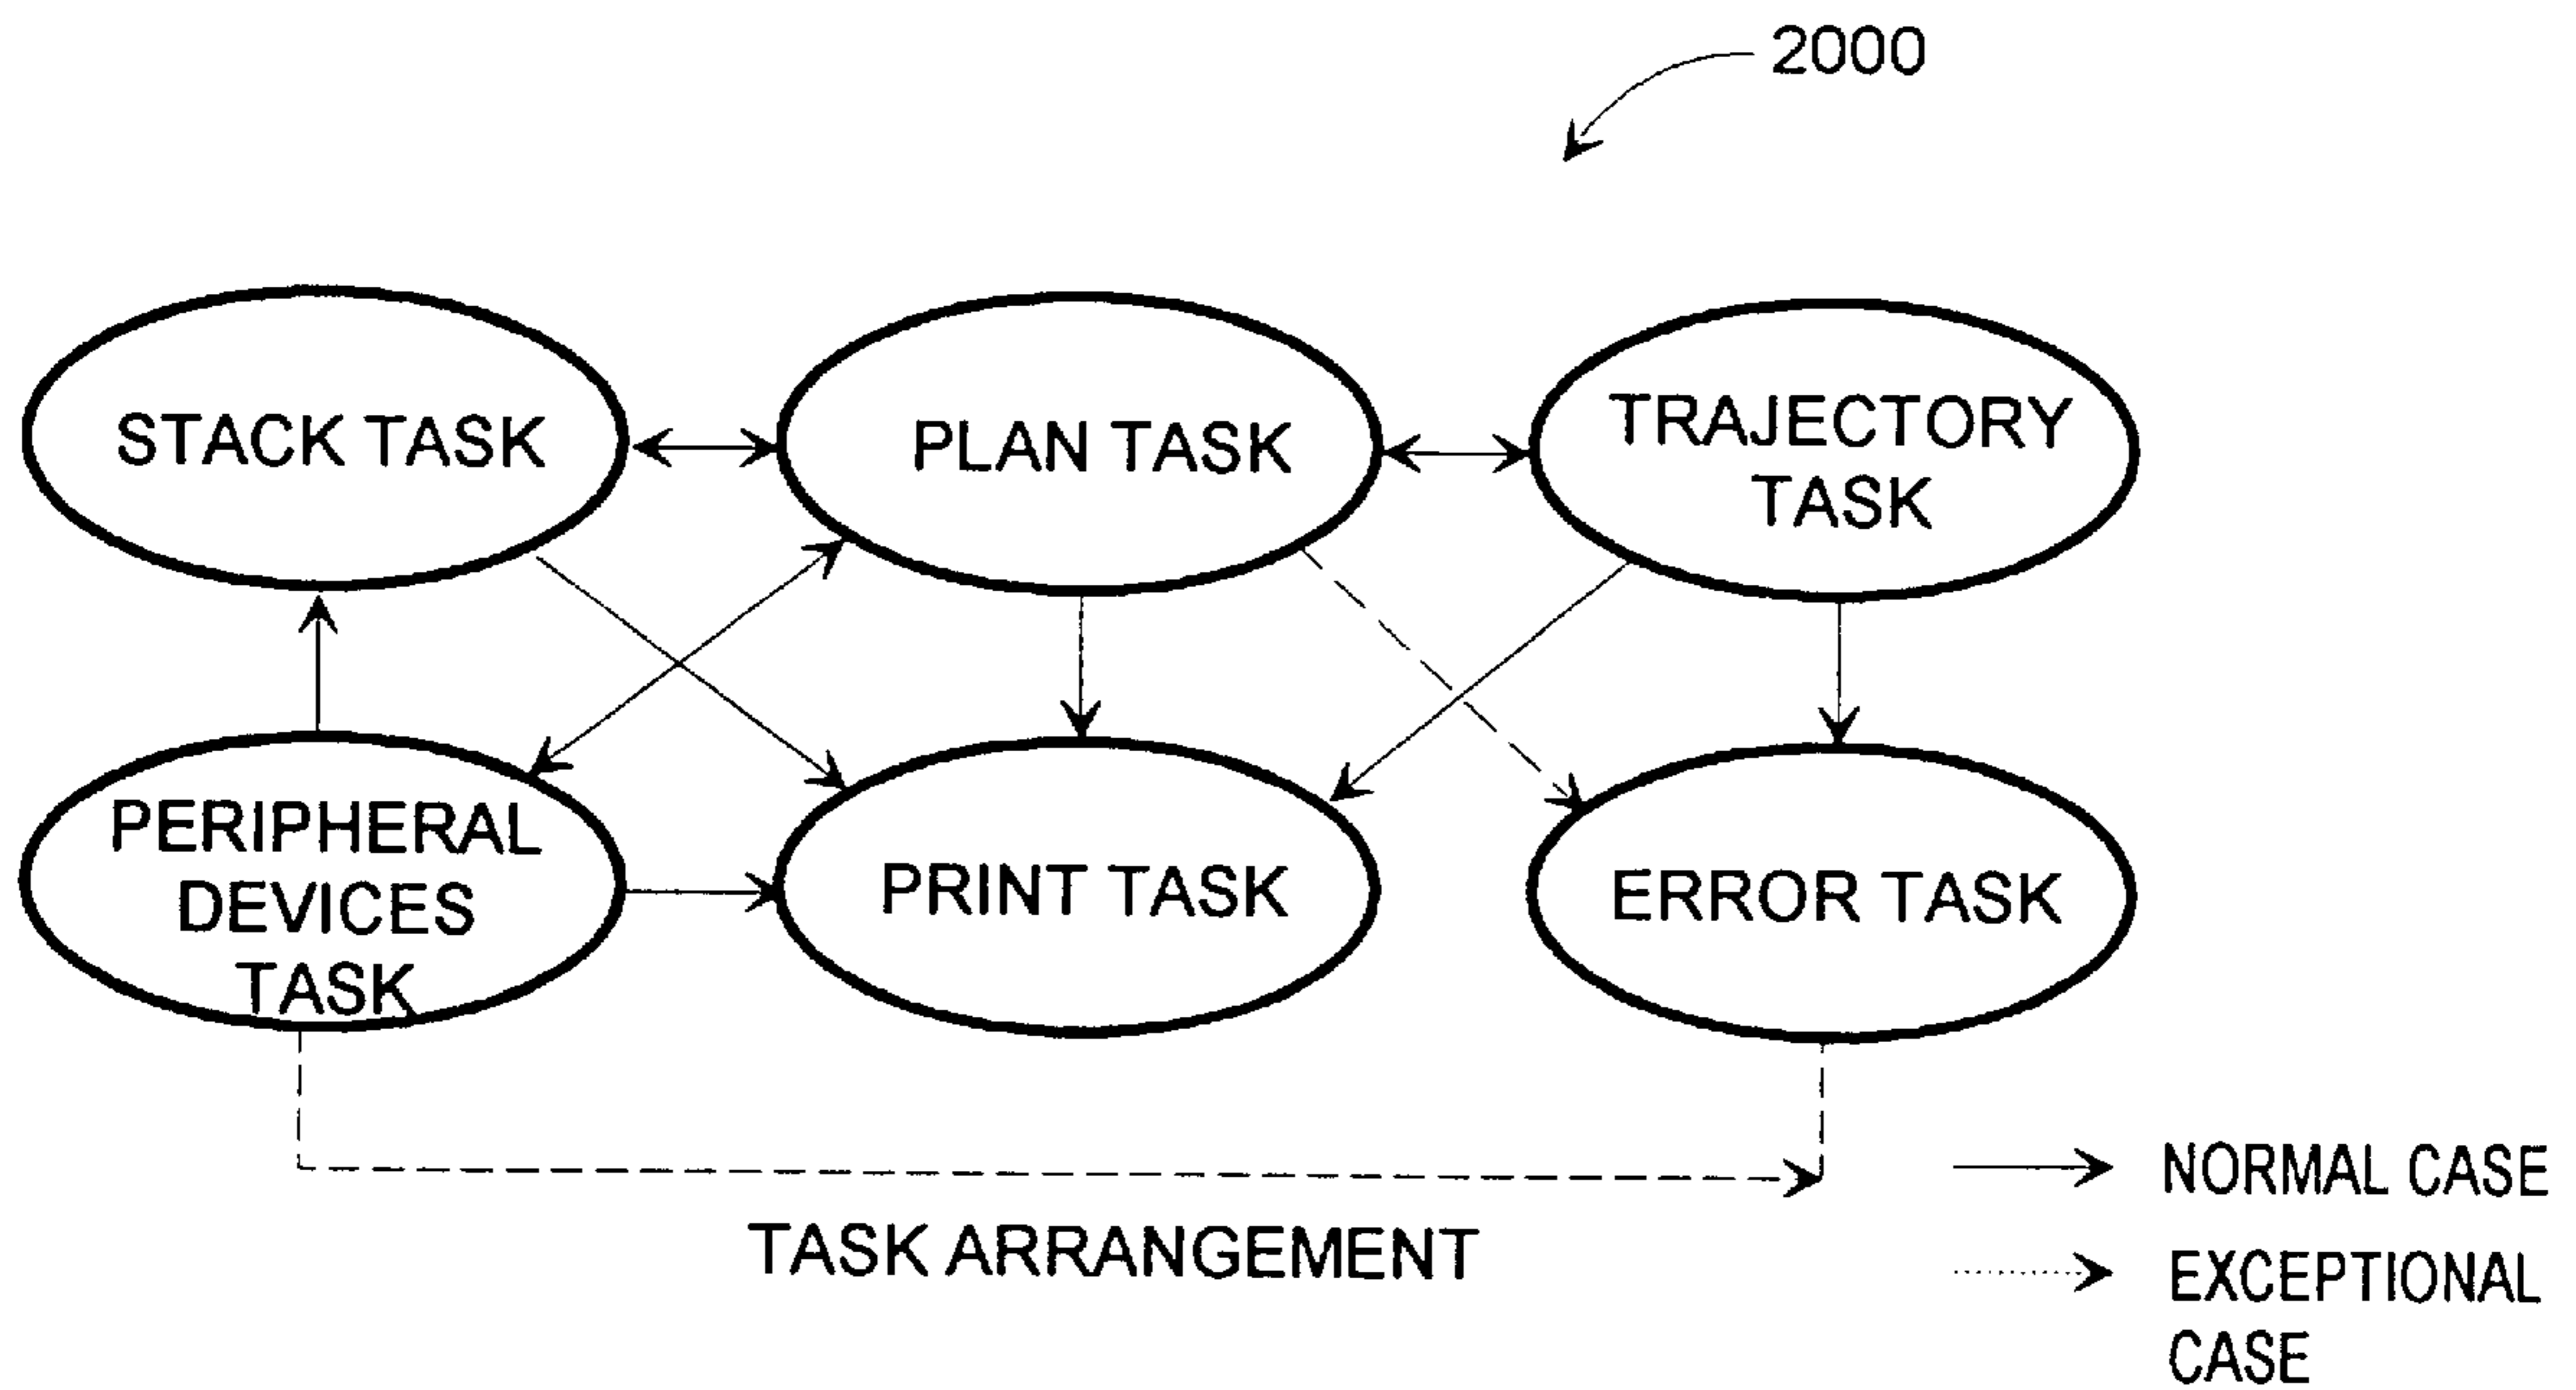 2000
STACK TASK
PLAN TASK
TRAJECTORY
TASK
PERIPHERAL
DEVICES
TASK
PRINT TASK
ERROR TASK
TASK ARRANGEMENT
NORMAL CASE
EXCEPTIONAL
CASE